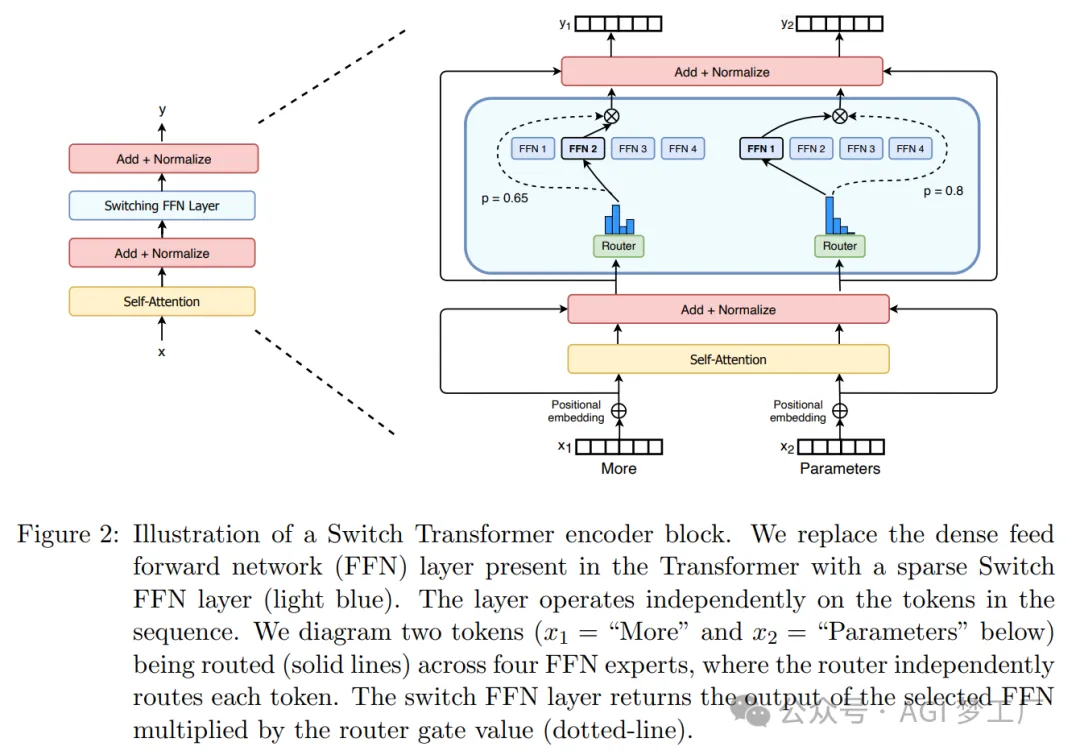 y
Add + Normalize
Switching FFN Layer
Add + Normalize
Self-Attention
x
y1 y2
Add + Normalize
FFN 1 FFN 2 FFN 3 FFN 4 FFN 1 FFN 2 FFN 3 FFN 4
p = 0.65 p = 0.8
Router Router
Add + Normalize
Self-Attention
Positional embedding Positional embedding
x1 x2
More Parameters
Figure 2: Illustration of a Switch Transformer encoder block. We replace the dense feed
forward network (FFN) layer present in the Transformer with a sparse Switch
FFN layer (light blue). The layer operates independently on the tokens in the
sequence. We diagram two tokens (x1 = “More” and x2 = “Parameters” below)
being routed (solid lines) across four FFN experts, where the router independently
routes each token. The switch FFN layer returns the output of the selected FFN
multiplied by the router gate value (dotted-line).
公众号 · AGI 梦工厂